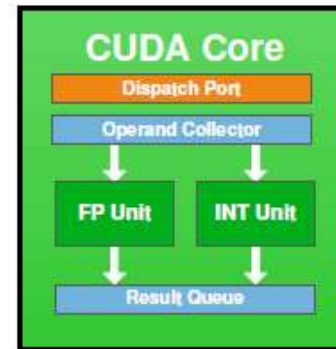 CUDA Core
Dispatch Port
Operand Collector
FP Unit INT Unit
Result Queue